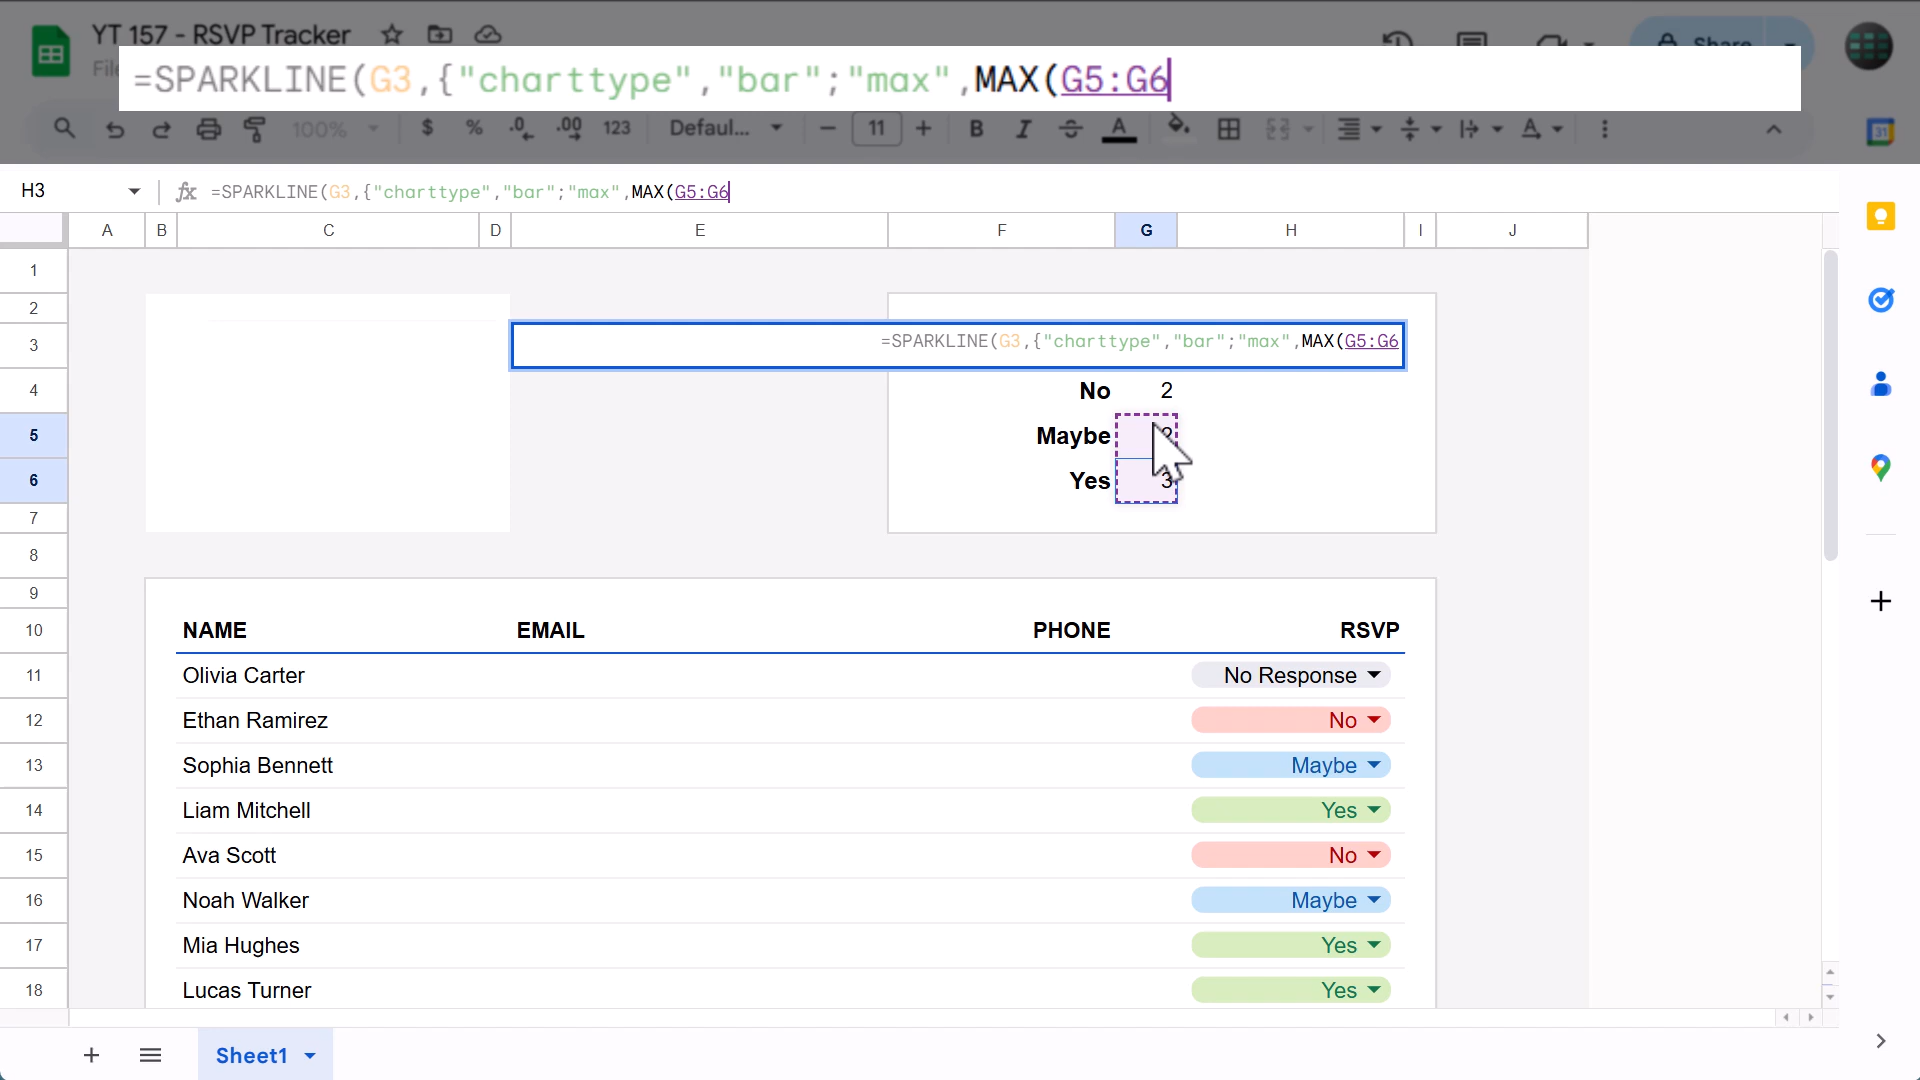 YT 157 - RSVP Tracker
=SPARKLINE(G3,{"charttype","bar";"max",MAX(G5:G6
Share
100% $ % .0 .00 123 Defaul... 11 B I A
H3
=SPARKLINE(G3,{"charttype","bar";"max",MAX(G5:G6
A B C D E F G H I J
1
2
3 =SPARKLINE(G3,{"charttype","bar";"max",MAX(G5:G6
4 No 2
5 Maybe
6 Yes 3
7
8
9
10 NAME EMAIL PHONE RSVP
11 Olivia Carter No Response
12 Ethan Ramirez No
13 Sophia Bennett Maybe
14 Liam Mitchell Yes
15 Ava Scott No
16 Noah Walker Maybe
17 Mia Hughes Yes
18 Lucas Turner Yes
Sheet1
31